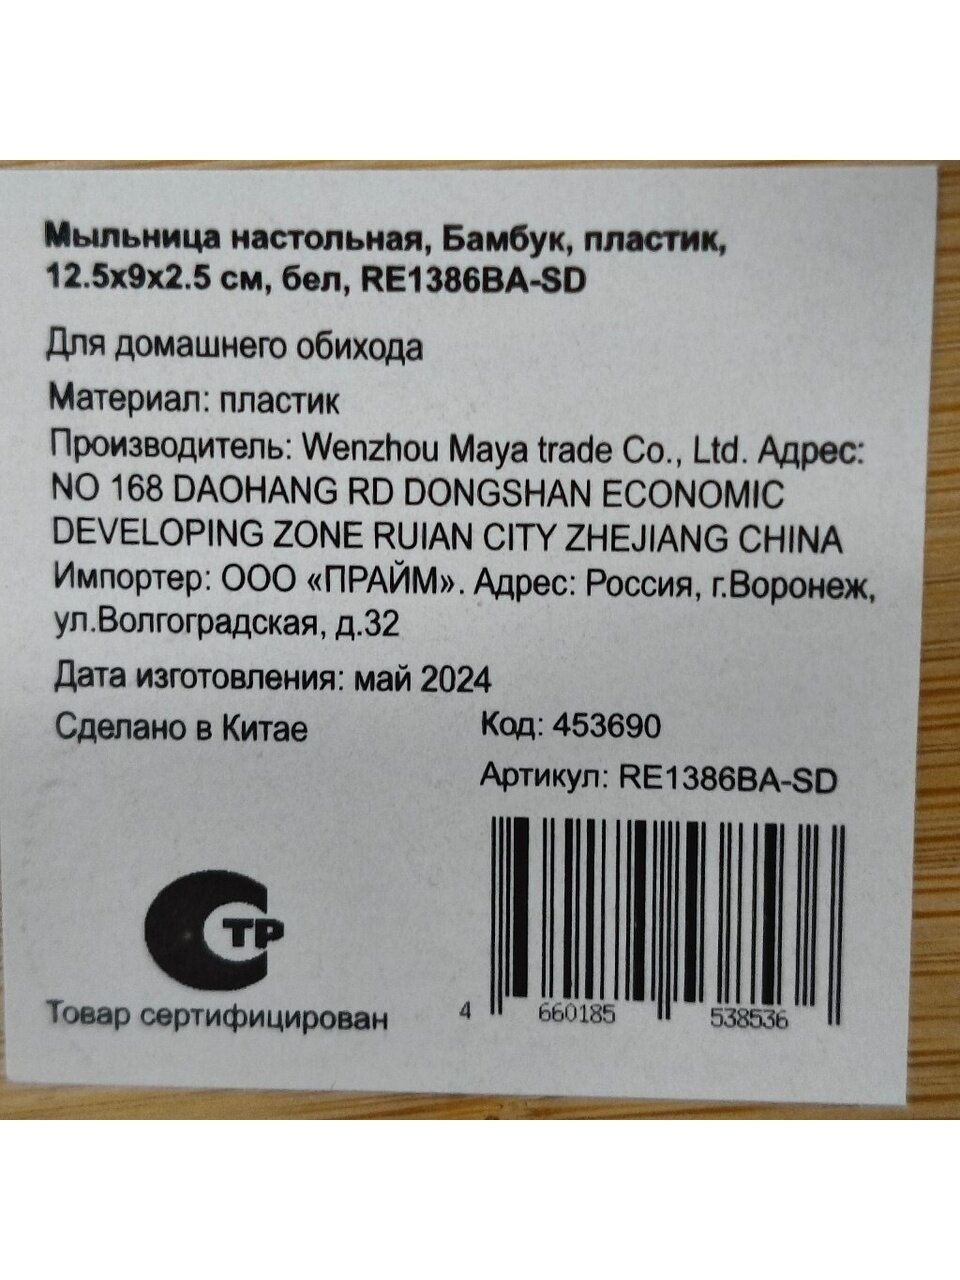 Мыльница настольная, Бамбук, пластик,
12.5х9х2.5 см, бел, RE1386BA-SD
Для домашнего обихода
Материал: пластик
Производитель: Wenzhou Maya trade Co., Ltd. Адрес:
NO 168 DAOHANG RD DONGSHAN ECONOMIC
DEVELOPING ZONE RUIAN CITY ZHEJIANG CHINA
Импортер: ООО «ПРАЙМ». Адрес: Россия, г.Воронеж,
ул.Волгоградская, д.32
Дата изготовления: май 2024
Сделано в Китае
Код: 453690
Артикул: RE1386BA-SD
СТР
Товар сертифицирован
4 660185 538536